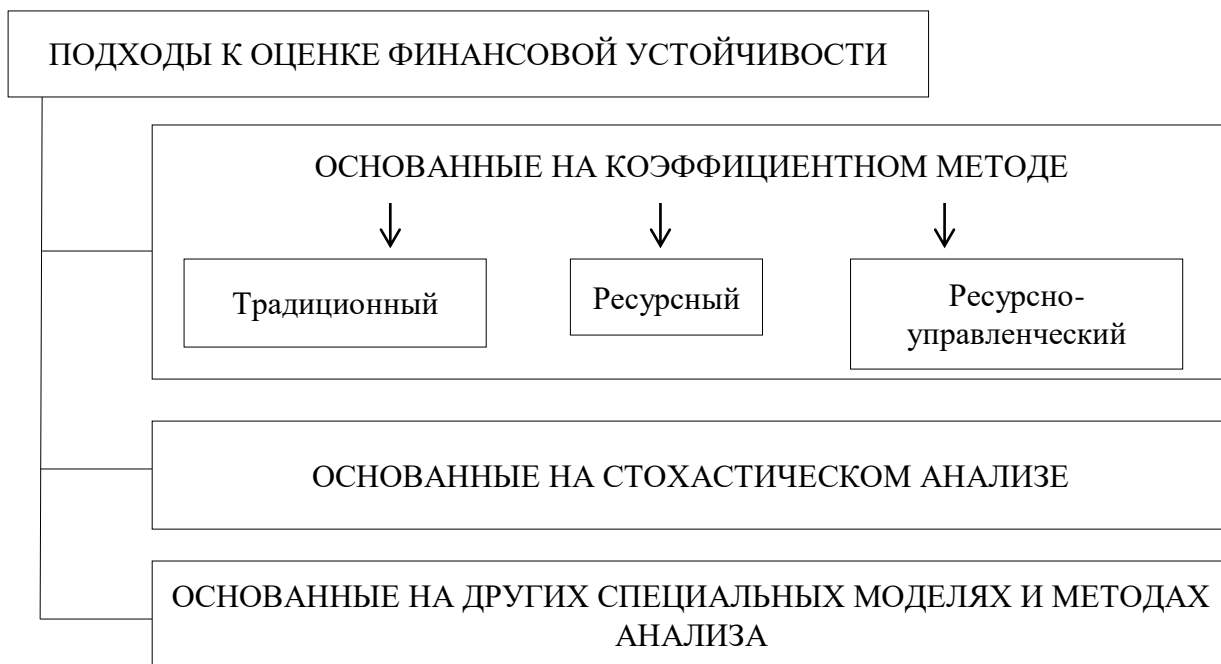 ПОДХОДЫ К ОЦЕНКЕ ФИНАНСОВОЙ УСТОЙЧИВОСТИ
ОСНОВАННЫЕ НА КОЭФФИЦИЕНТНОМ МЕТОДЕ
Традиционный
Ресурсный
Ресурсно-
управленческий
ОСНОВАННЫЕ НА СТОХАСТИЧЕСКОМ АНАЛИЗЕ
ОСНОВАННЫЕ НА ДРУГИХ СПЕЦИАЛЬНЫХ МОДЕЛЯХ И МЕТОДАХ
АНАЛИЗА